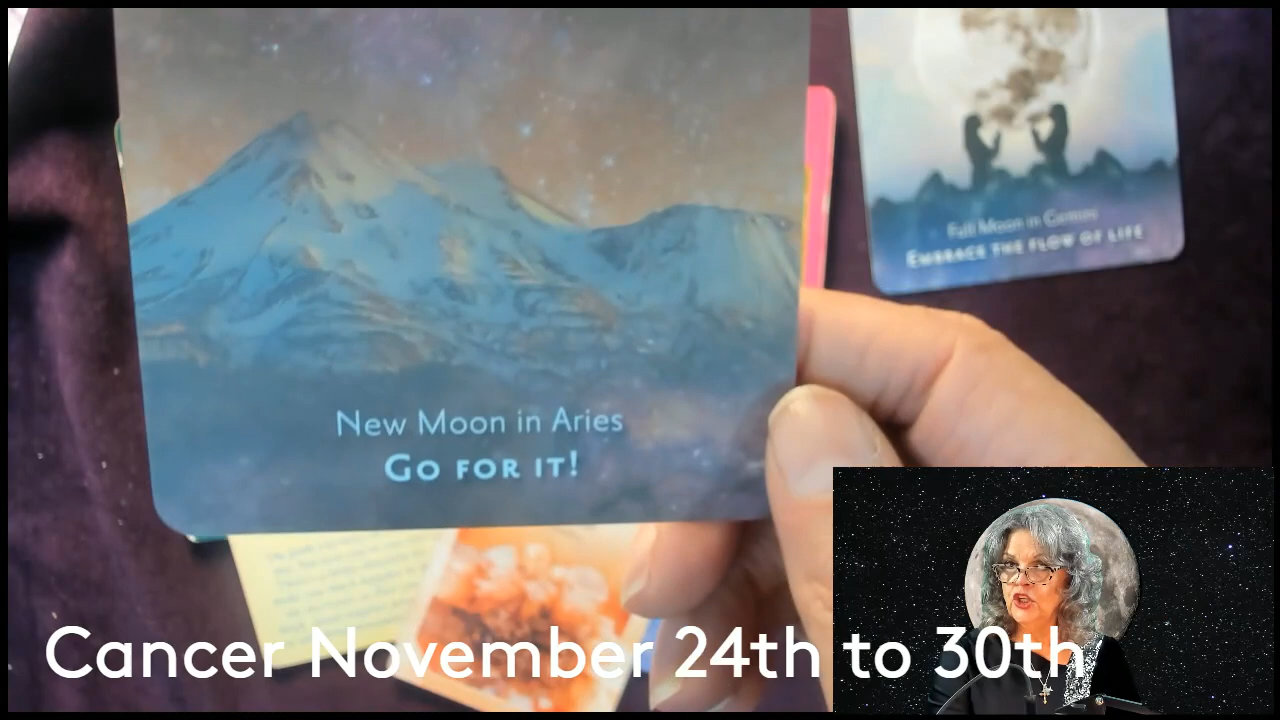 New Moon in Aries
GO FOR IT!
Full Moon in
EMBRACE THE FLOW OF LIFE
Cancer November 24th to 30th